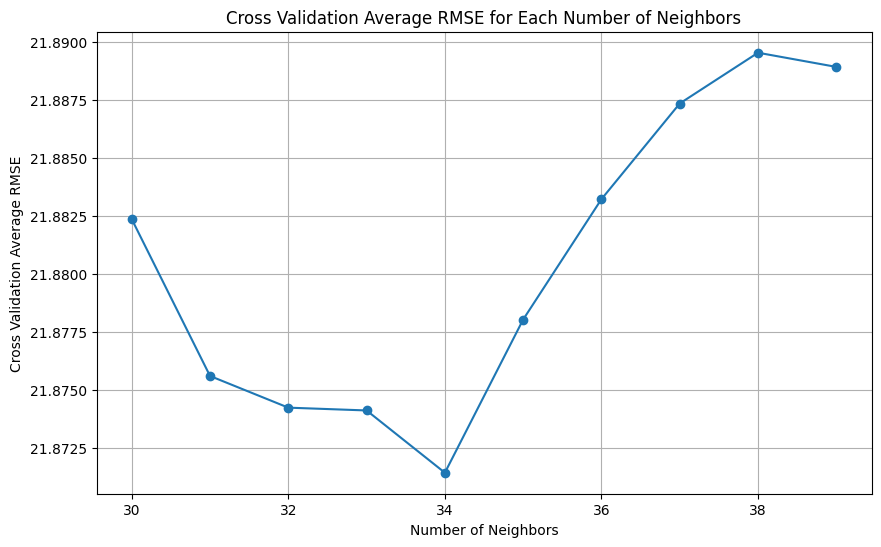 Cross Validation Average RMSE for Each Number of Neighbors
Cross Validation Average RMSE
21.8900
21.8875
21.8850
21.8825
21.8800
21.8775
21.8750
21.8725
30 32 34 36 38
Number of Neighbors